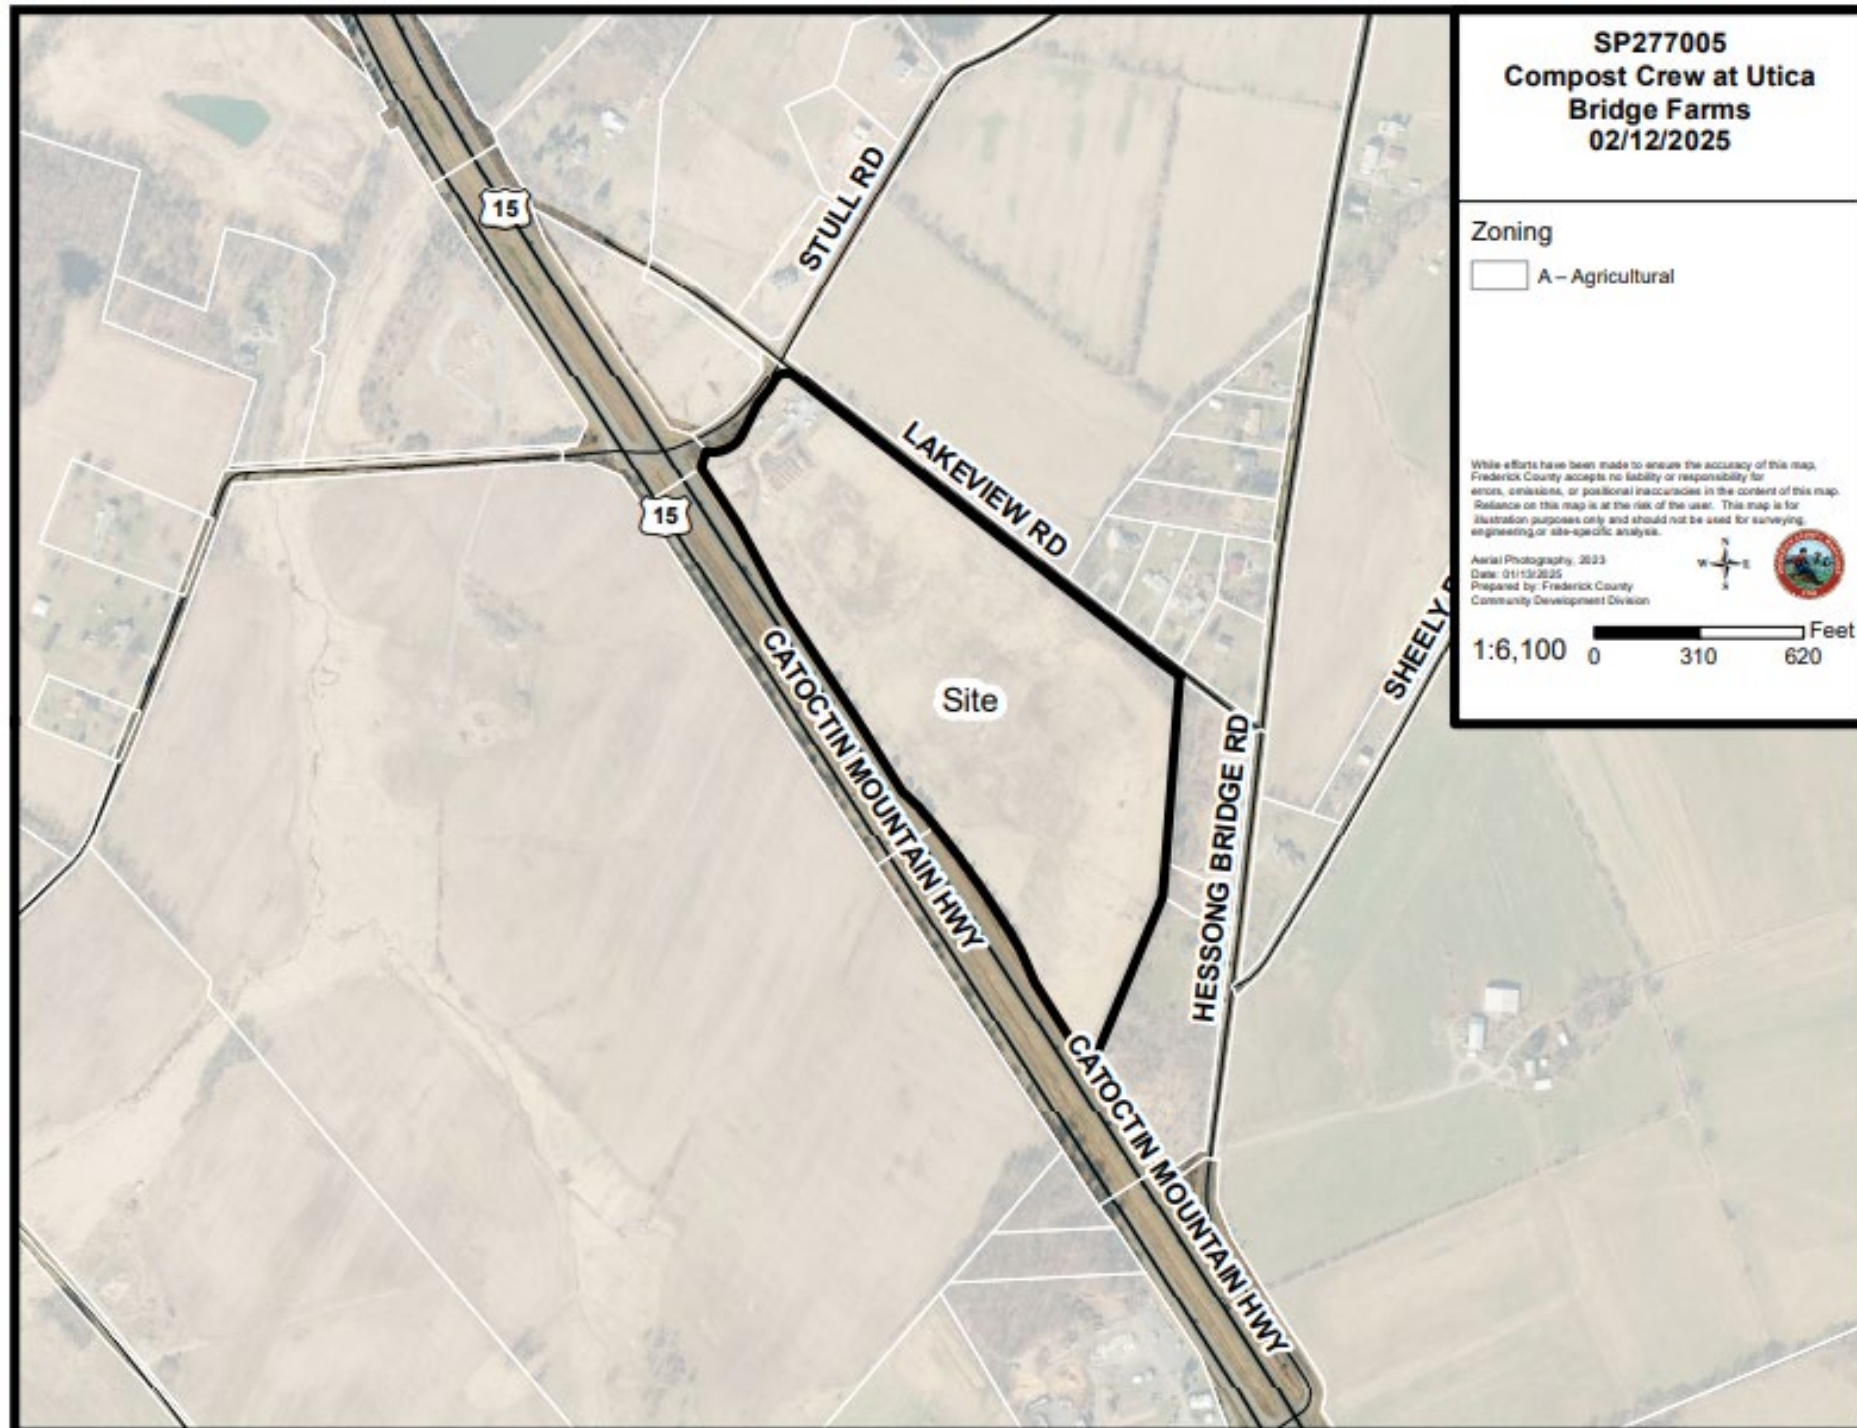 SP277005
Compost Crew at Utica
Bridge Farms
02/12/2025
Zoning
A – Agricultural
While efforts have been made to ensure the accuracy of this map,
Frederick County accepts no liability or responsibility for
errors, omissions, or positional inaccuracies in the content of this map.
Reliance on this map is at the risk of the user. This map is for
illustration purposes only and should not be used for surveying,
engineering, or site-specific analysis.
Aerial Photography, 2023
Date: 01/13/2025
Prepared by: Frederick County
Community Development Division
N
W
E
S
1:6,100
Feet
0
310
620
15
STULL RD
LAKEVIEW RD
15
CATOCTIN MOUNTAIN HWY
Site
HESSONG BRIDGE RD
SHEELY
CATOCTIN MOUNTAIN HWY